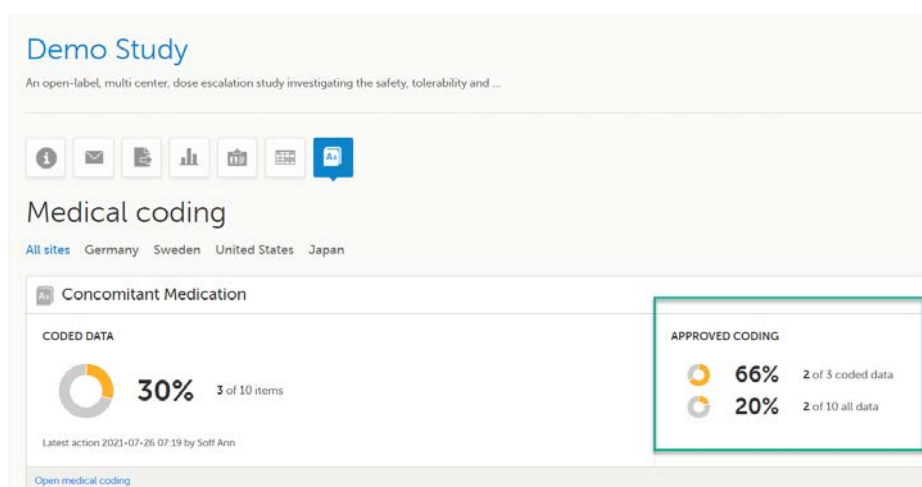 Demo Study
An open-label, multi center, dose escalation study investigating the safety, tolerability and ...
Medical coding
All sites Germany Sweden United States Japan
Concomitant Medication
CODED DATA
30% 3 of 10 items
Latest action 2021-07-26 07:19 by Soff Ann
APPROVED CODING
66% 2 of 3 coded data
20% 2 of 10 all data
Open medical coding